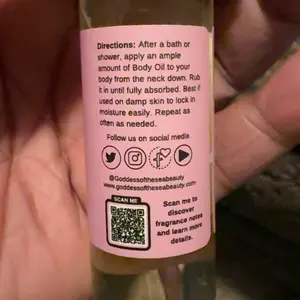 Directions: After a bath or
shower, apply an ample
amount of Body Oil to your
body from the neck down. Rub
it in until fully absorbed. Best if
used on damp skin to lock in
moisture easily. Repeat as
often as needed.
Follow us on social media
@Goddessoftheseabeauty
www.goddessoftheseabeauty.com
SCAN ME
Scan me to
discover
fragrance notes
and learn more
details.